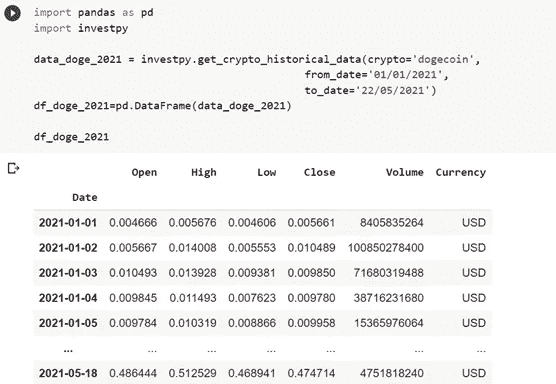 import pandas as pd
import investpy
data_doge_2021 = investpy.get_crypto_historical_data(crypto='dogecoin',
from_date='01/01/2021',
to_date='22/05/2021')
df_doge_2021=pd.DataFrame(data_doge_2021)
df_doge_2021
Open High Low Close Volume Currency
Date
2021-01-01 0.004666 0.005676 0.004606 0.005661 8405835264 USD
2021-01-02 0.005667 0.014008 0.005553 0.010489 100850278400 USD
2021-01-03 0.010493 0.013928 0.009381 0.009850 71680319488 USD
2021-01-04 0.009845 0.011493 0.007623 0.009780 38716231680 USD
2021-01-05 0.009784 0.010319 0.008866 0.009958 15365976064 USD
... ... ... ... ... ... ...
2021-05-18 0.486444 0.512529 0.468941 0.474714 4751818240 USD